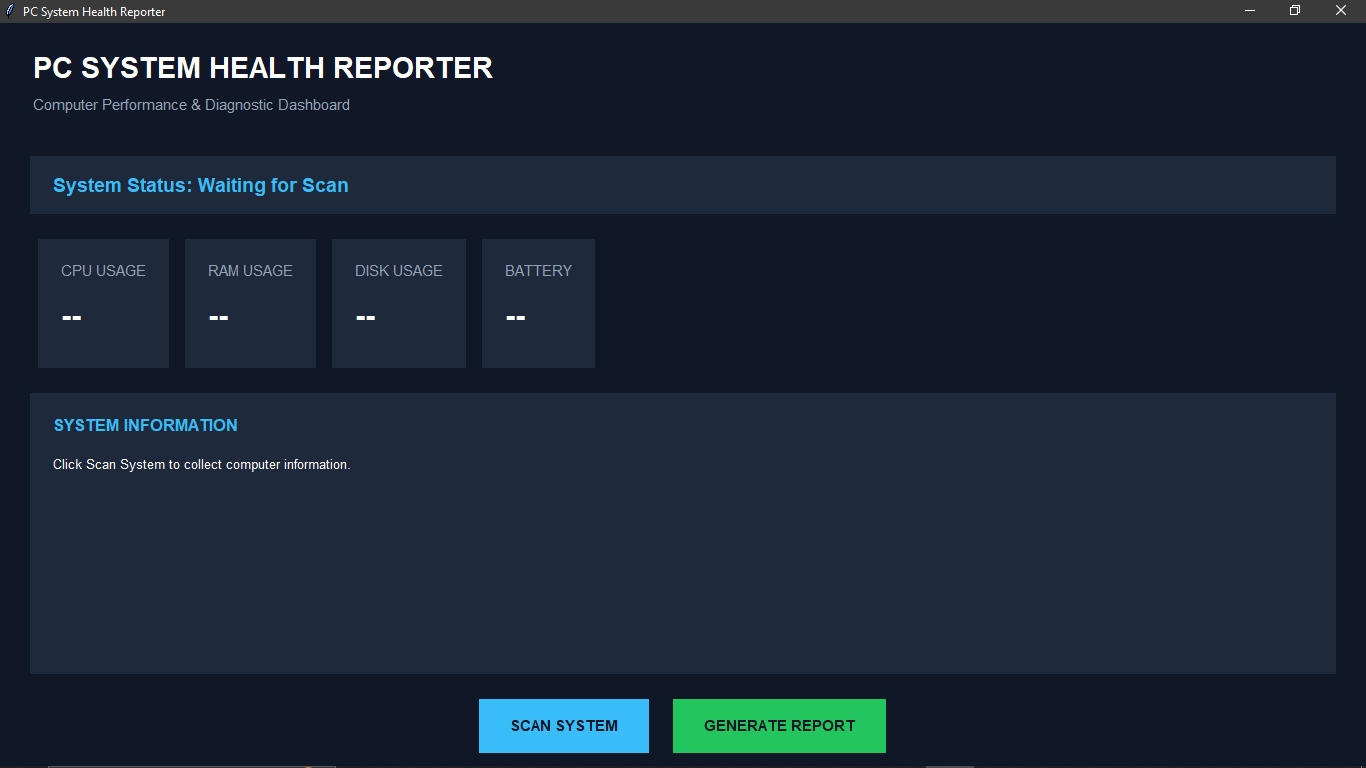 PC System Health Reporter
PC SYSTEM HEALTH REPORTER
Computer Performance & Diagnostic Dashboard
System Status: Waiting for Scan
CPU USAGE
--
RAM USAGE
--
DISK USAGE
--
BATTERY
--
SYSTEM INFORMATION
Click Scan System to collect computer information.
SCAN SYSTEM
GENERATE REPORT